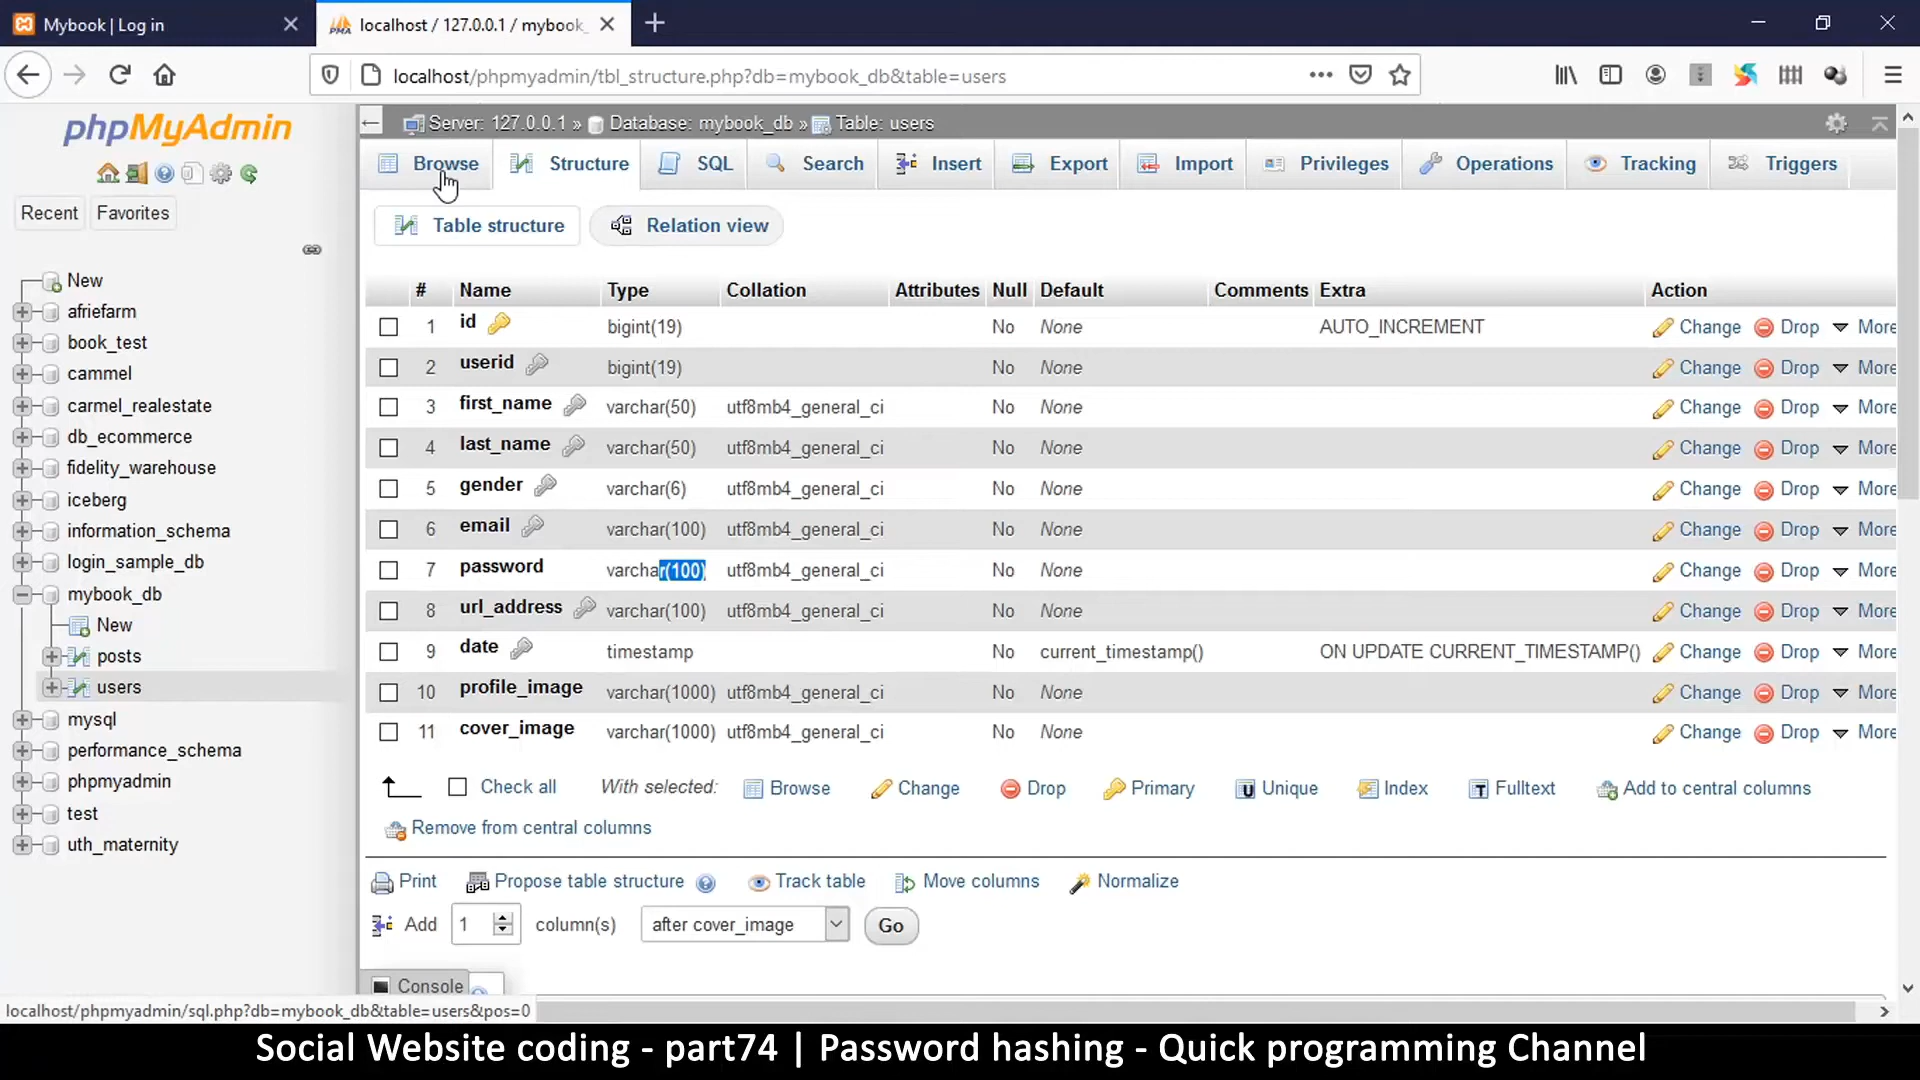 Mybook | Log in
localhost / 127.0.0.1 / mybook_
localhost/phpmyadmin/tbl_structure.php?db=mybook_db&table=users
phpMyAdmin
Recent Favorites
New
afriefarm
book_test
cammel
carmel_realestate
db_ecommerce
fidelity_warehouse
iceberg
information_schema
login_sample_db
mybook_db
New
posts
users
mysql
performance_schema
phpmyadmin
test
uth_maternity
Server: 127.0.0.1 » Database: mybook_db » Table: users
Browse Structure SQL Search Insert Export Import Privileges Operations Tracking Triggers
Table structure Relation view
# Name Type Collation Attributes Null Default Comments Extra Action
1 id bigint(19) No None AUTO_INCREMENT Change Drop More
2 userid bigint(19) No None Change Drop More
3 first_name varchar(50) utf8mb4_general_ci No None Change Drop More
4 last_name varchar(50) utf8mb4_general_ci No None Change Drop More
5 gender varchar(6) utf8mb4_general_ci No None Change Drop More
6 email varchar(100) utf8mb4_general_ci No None Change Drop More
7 password varchar(100) utf8mb4_general_ci No None Change Drop More
8 url_address varchar(100) utf8mb4_general_ci No None Change Drop More
9 date timestamp No current_timestamp() ON UPDATE CURRENT_TIMESTAMP() Change Drop More
10 profile_image varchar(1000) utf8mb4_general_ci No None Change Drop More
11 cover_image varchar(1000) utf8mb4_general_ci No None Change Drop More
Check all With selected: Browse Change Drop Primary Unique Index Fulltext Add to central columns
Remove from central columns
Print Propose table structure Track table Move columns Normalize
Add 1 column(s) after cover_image Go
Console
localhost/phpmyadmin/sql.php?db=mybook_db&table=users&pos=0
Social Website coding - part74 | Password hashing - Quick programming Channel